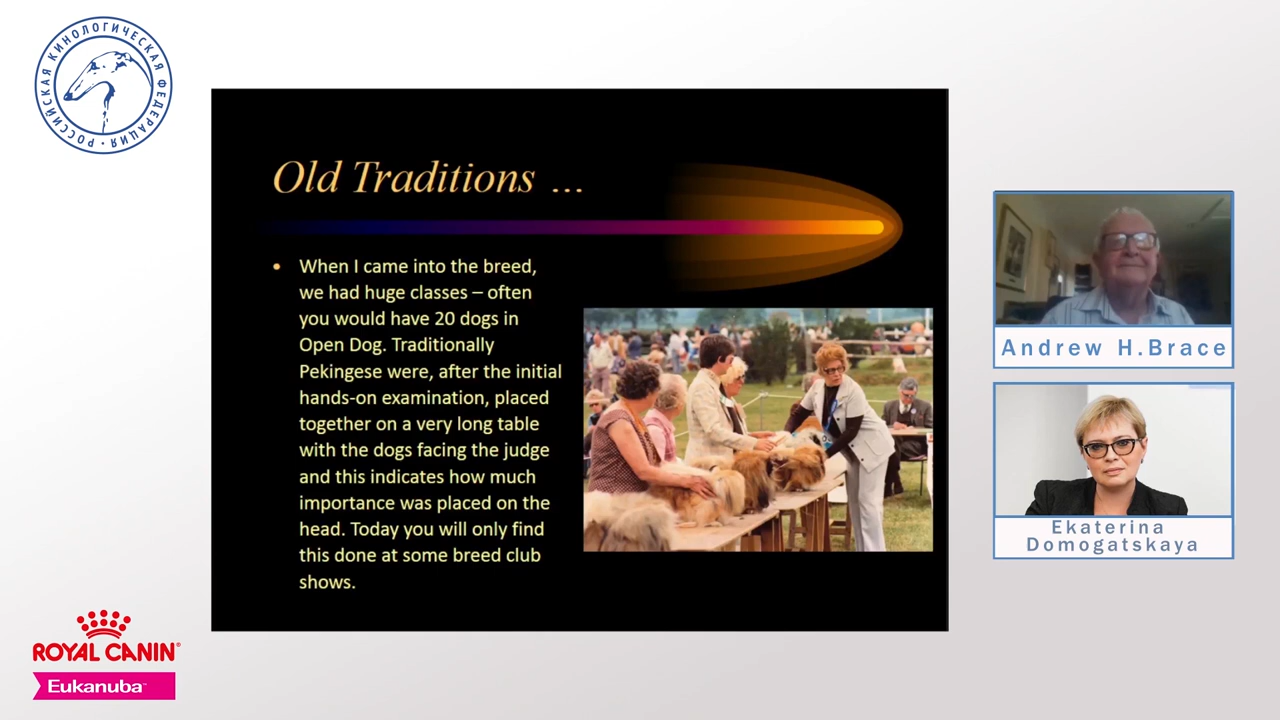 РОССИЙСКАЯ КИНОЛОГИЧЕСКАЯ ФЕДЕРАЦИЯ
Old Traditions ...
• When I came into the breed,
we had huge classes – often
you would have 20 dogs in
Open Dog. Traditionally
Pekingese were, after the initial
hands-on examination, placed
together on a very long table
with the dogs facing the judge
and this indicates how much
importance was placed on the
head. Today you will only find
this done at some breed club
shows.
Andrew H.Brace
Ekaterina
Domogatskaya
ROYAL CANIN®
Eukanuba™